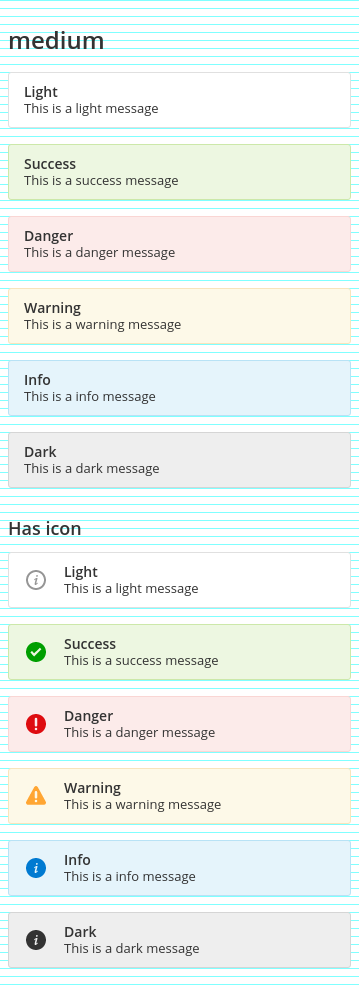 medium
Light
This is a light message
Success
This is a success message
Danger
This is a danger message
Warning
This is a warning message
Info
This is a info message
Dark
This is a dark message
Has icon
Light
This is a light message
Success
This is a success message
Danger
This is a danger message
Warning
This is a warning message
Info
This is a info message
Dark
This is a dark message